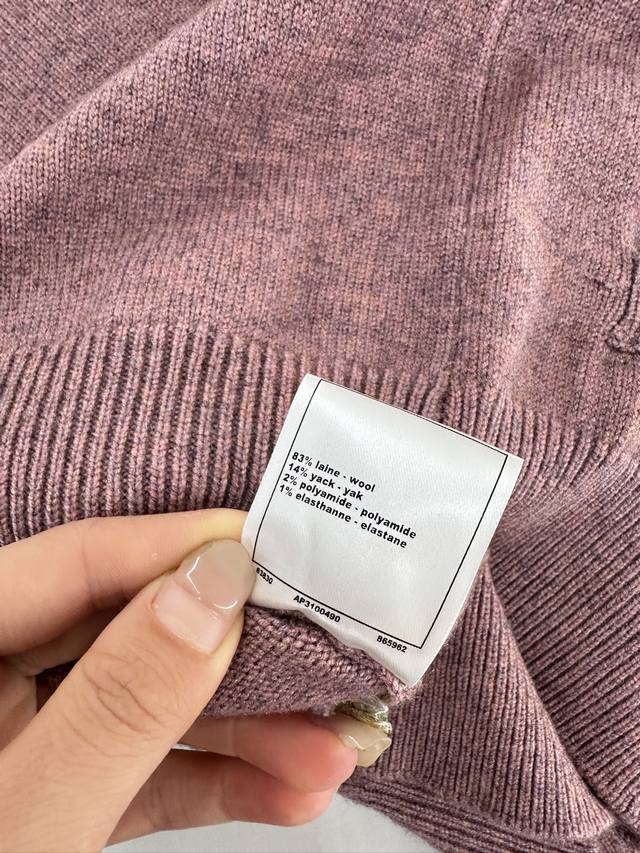 83% laine - wool
14% yack - yak
2% polyamide - polyamide
1% elasthanne - elastane
AP3100490
865962